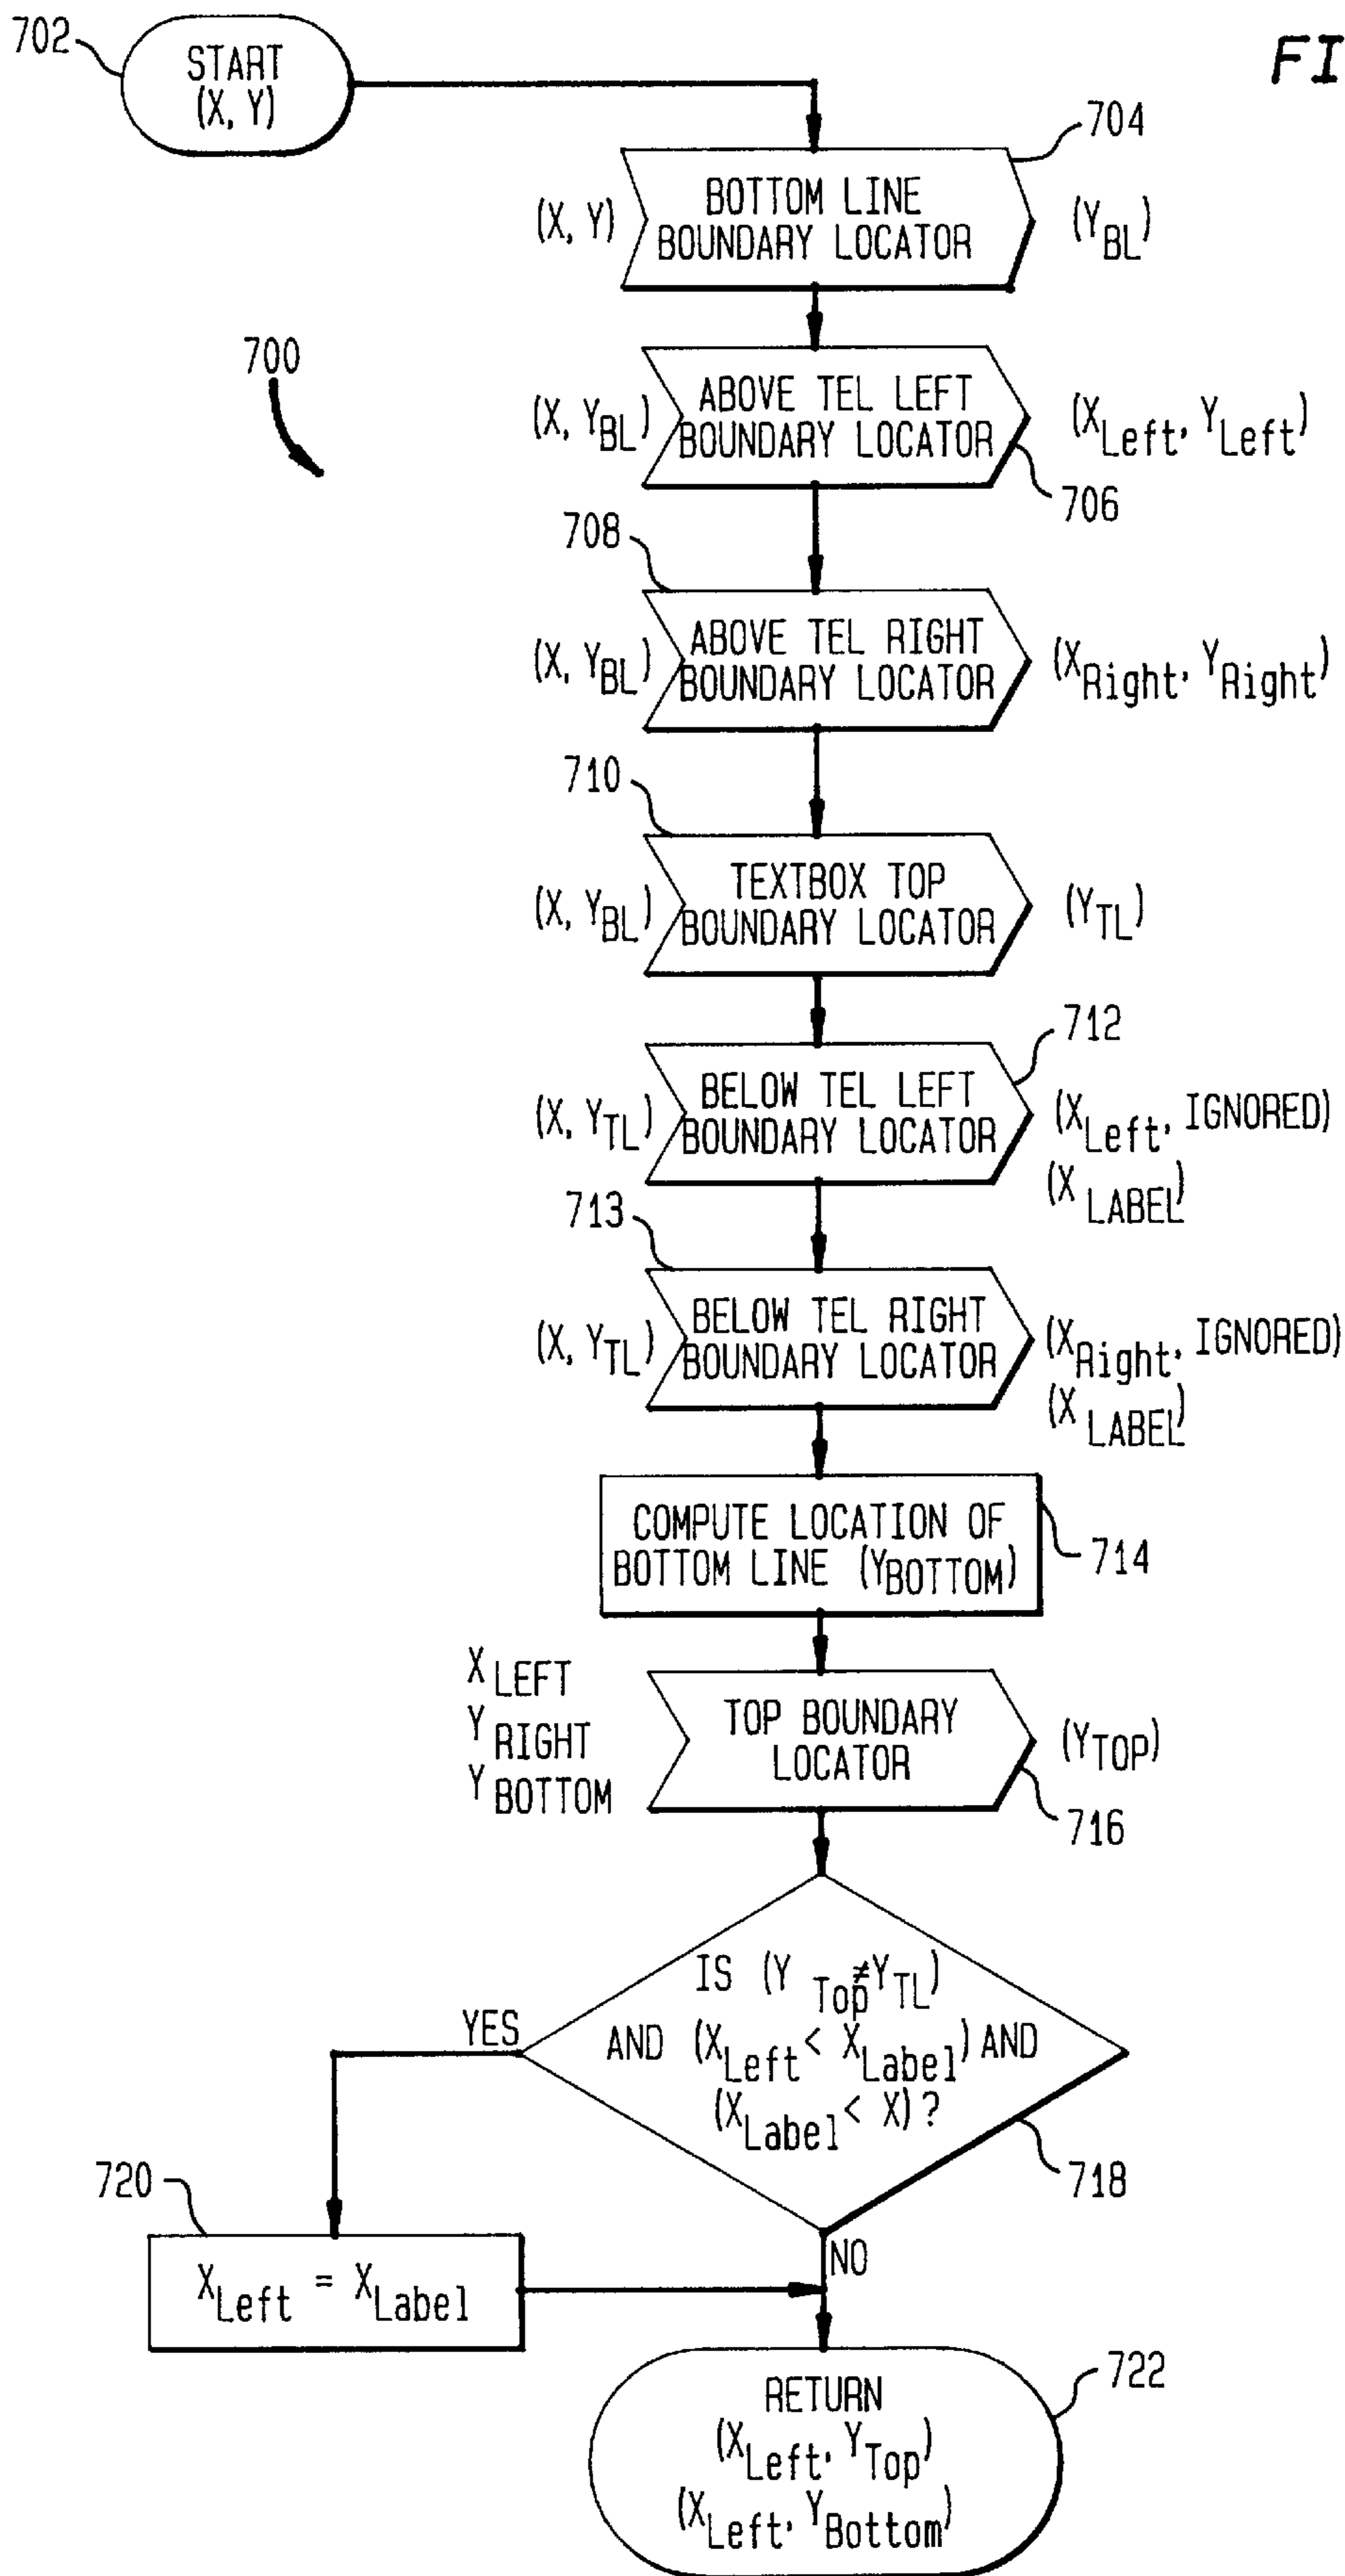 FI
702
START
(X, Y)
704
(X, Y)
BOTTOM LINE
BOUNDARY LOCATOR
(YBL)
700
(X, YBL)
ABOVE TEL LEFT
BOUNDARY LOCATOR
(XLeft, YLeft)
706
708
(X, YBL)
ABOVE TEL RIGHT
BOUNDARY LOCATOR
(XRight, YRight)
710
(X, YBL)
TEXTBOX TOP
BOUNDARY LOCATOR
(YTL)
712
(X, YTL)
BELOW TEL LEFT
BOUNDARY LOCATOR
(XLeft, IGNORED)
(XLABEL)
713
(X, YTL)
BELOW TEL RIGHT
BOUNDARY LOCATOR
(XRight, IGNORED)
(XLABEL)
COMPUTE LOCATION OF
BOTTOM LINE (YBOTTOM)
714
XLEFT
YRIGHT
YBOTTOM
TOP BOUNDARY
LOCATOR
(YTOP)
716
IS (YTop≠YTL)
AND (XLeft < XLabel) AND
(XLabel < X)?
YES
718
720
NO
XLeft = XLabel
722
RETURN
(XLeft, YTop)
(XLeft, YBottom)